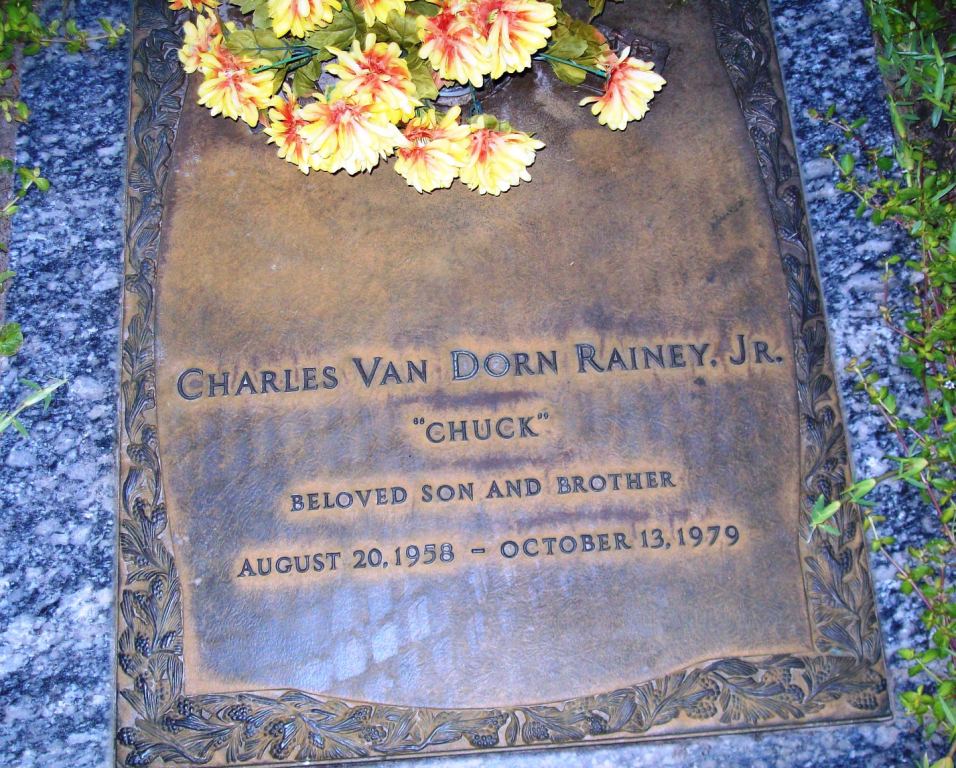 CHARLES VAN DORN RAINEY, JR.
"CHUCK"
BELOVED SON AND BROTHER
AUGUST 20, 1958 - OCTOBER 13, 1979